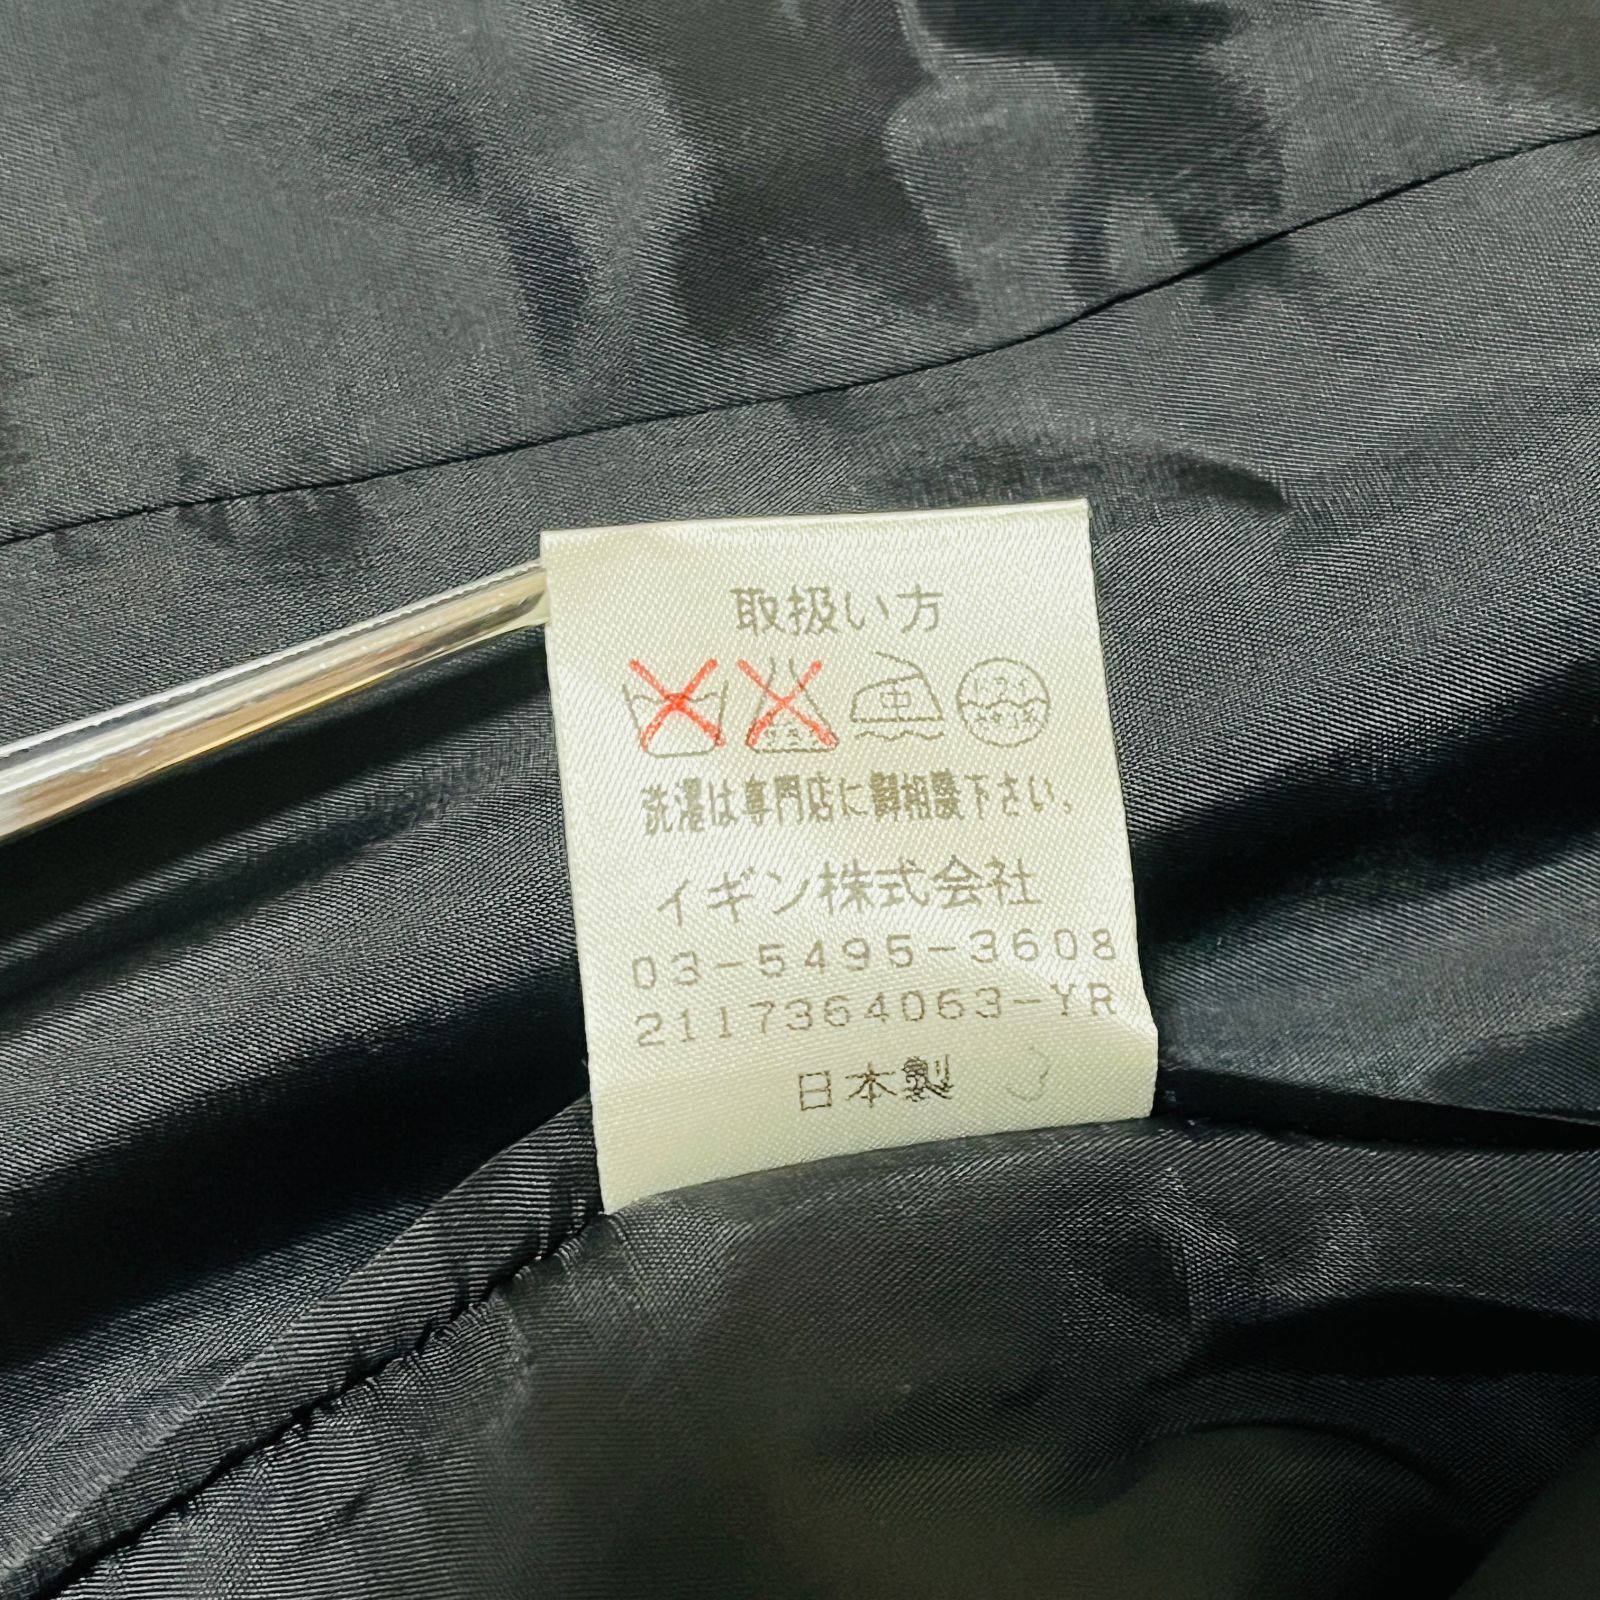 取扱い方
中
洗濯は専門店に御相談下さい。
イギン株式会社
03-5495-3608
2117364063-YR
日本製